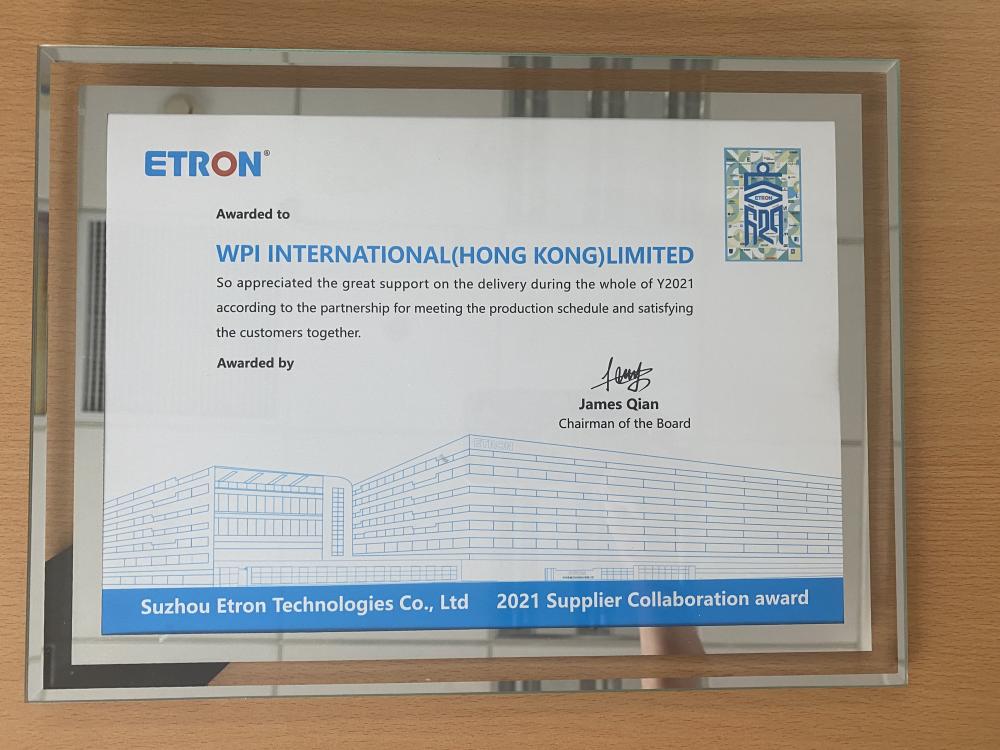 ETRON®
ETRON
Awarded to
WPI INTERNATIONAL(HONG KONG)LIMITED
So appreciated the great support on the delivery during the whole of Y2021
according to the partnership for meeting the production schedule and satisfying
the customers together.
Awarded by
James Qian
Chairman of the Board
ETRON
Suzhou Etron Technologies Co., Ltd 2021 Supplier Collaboration award